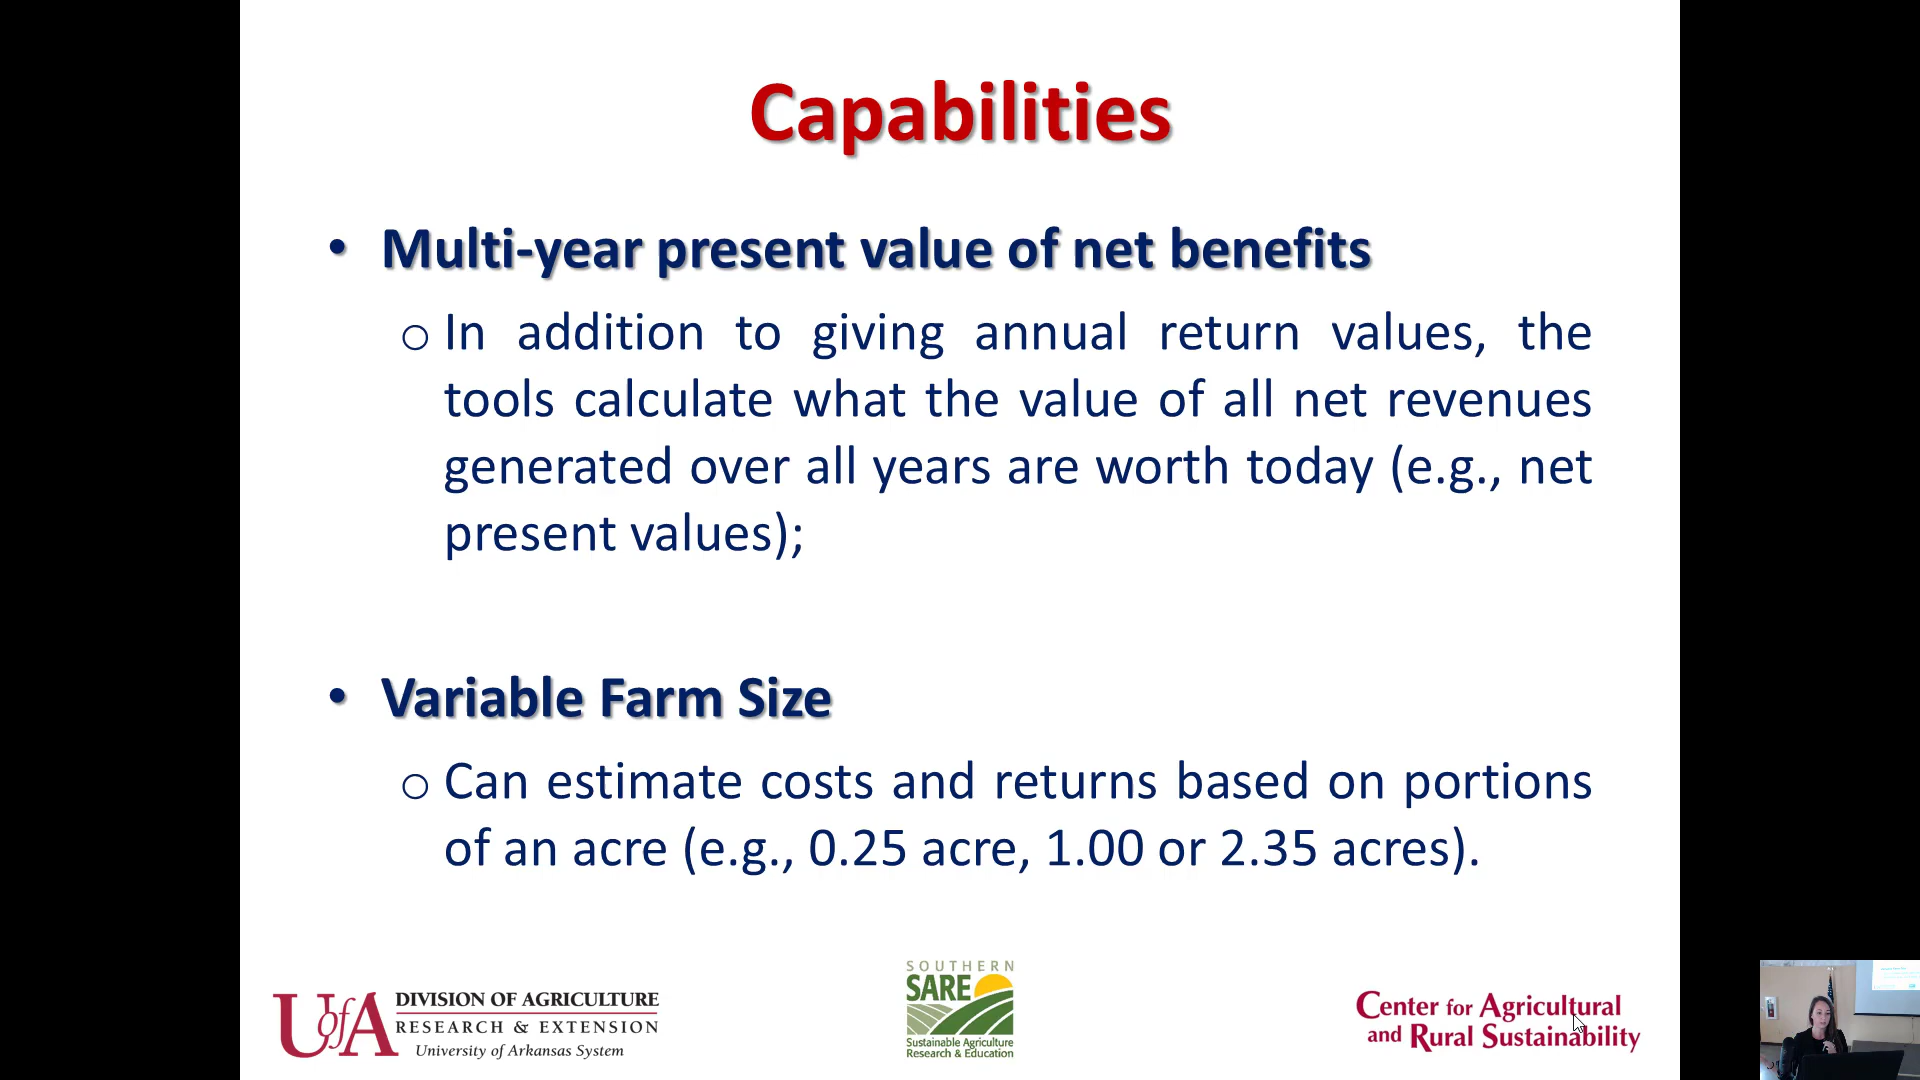 Capabilities
• Multi-year present value of net benefits
o In addition to giving annual return values, the
tools calculate what the value of all net revenues
generated over all years are worth today (e.g., net
present values);
• Variable Farm Size
o Can estimate costs and returns based on portions
of an acre (e.g., 0.25 acre, 1.00 or 2.35 acres).
UofA
DIVISION OF AGRICULTURE
RESEARCH & EXTENSION
University of Arkansas System
SOUTHERN
SARE
Sustainable Agriculture
Research & Education
Center for Agricultural
and Rural Sustainability